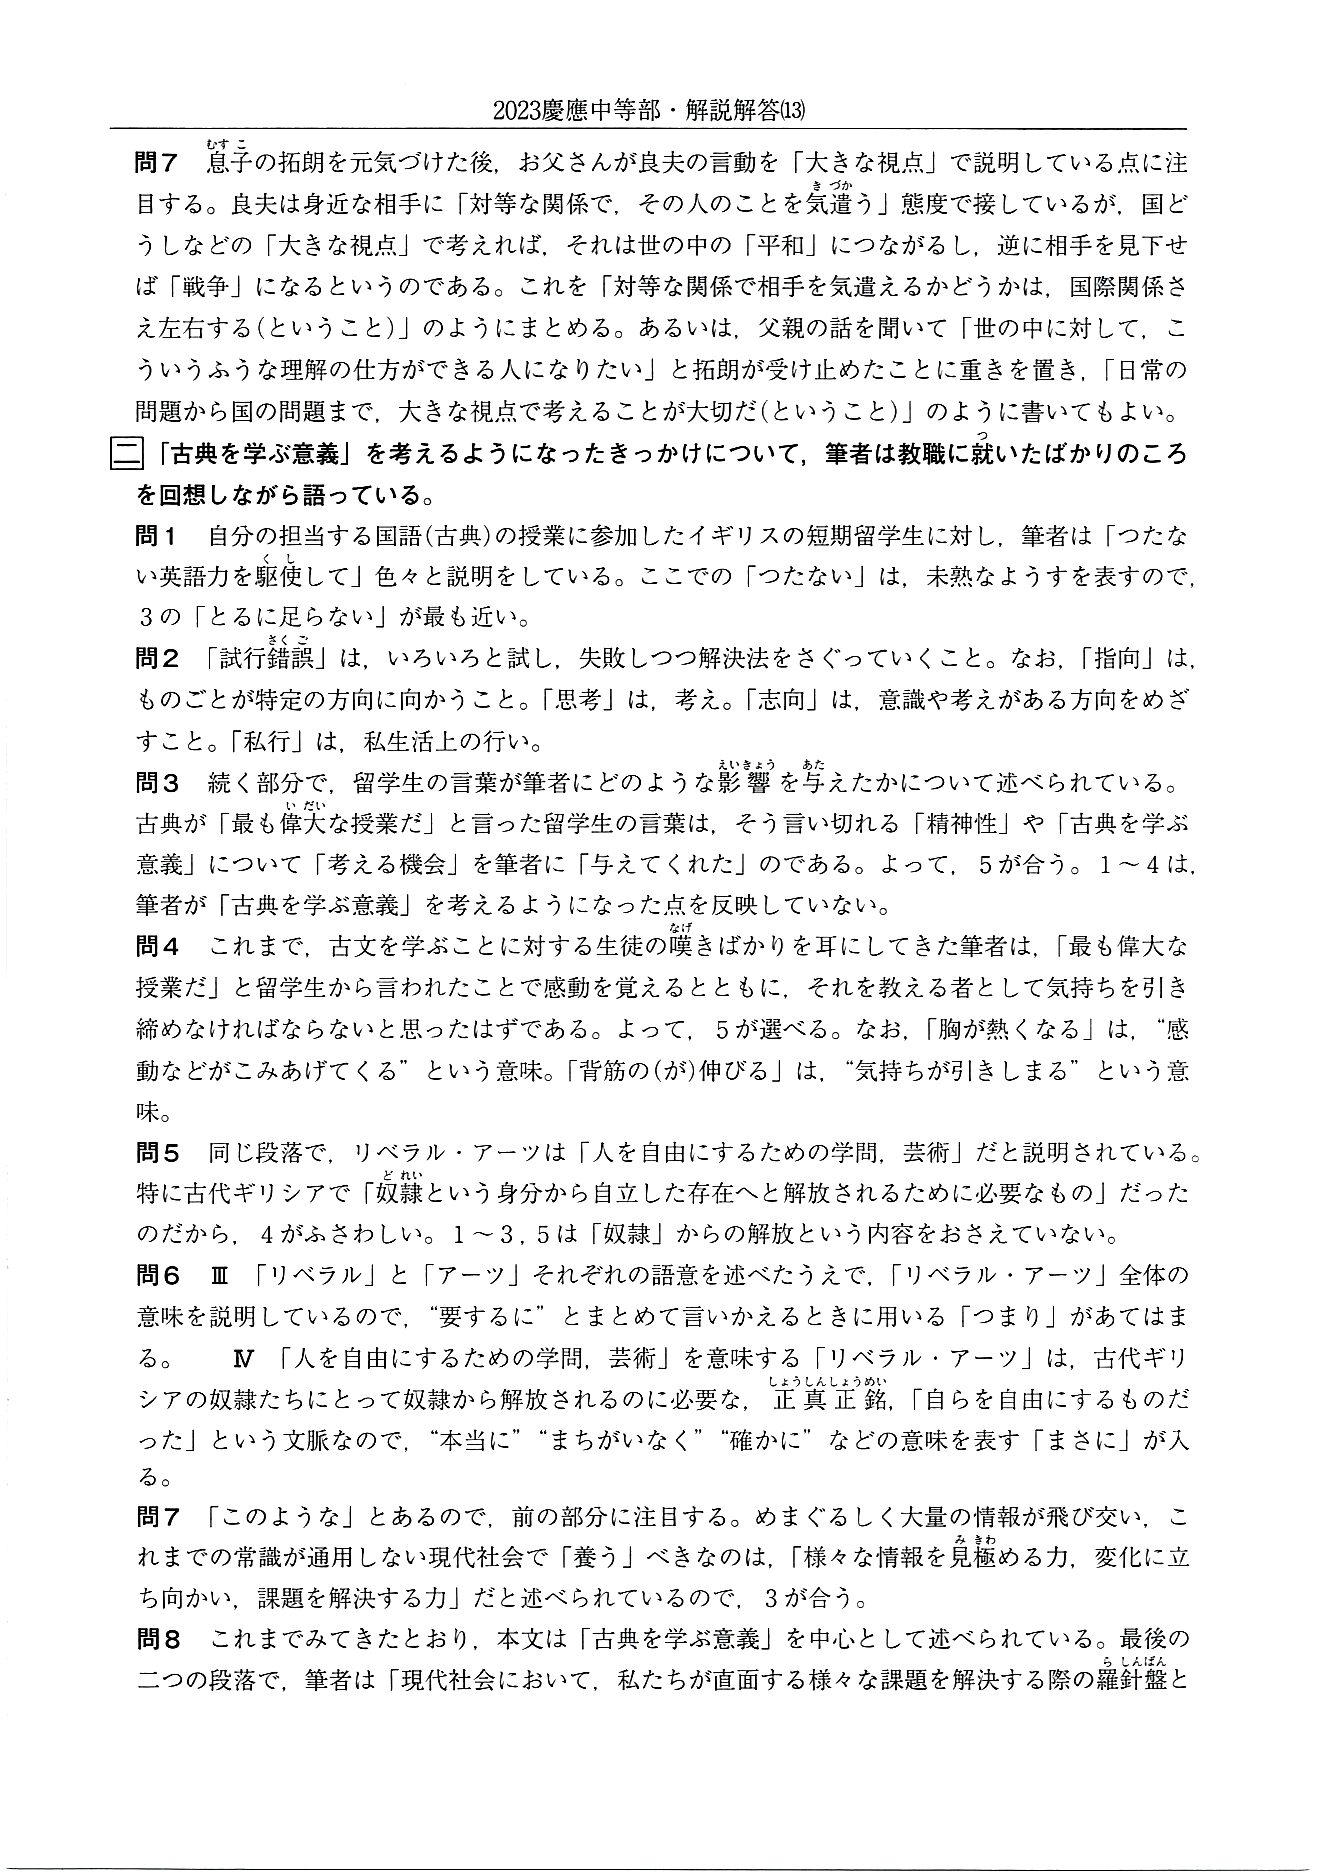 2023慶應中等部・解説解答⒀
問7　息子の拓朗を元気づけた後，お父さんが良夫の言動を「大きな視点」で説明している点に注
目する。良夫は身近な相手に「対等な関係で，その人のことを気遣う」態度で接しているが，国ど
うしなどの「大きな視点」で考えれば，それは世の中の「平和」につながるし，逆に相手を見下せ
ば「戦争」になるというのである。これを「対等な関係で相手を気遣えるかどうかは，国際関係さ
え左右する(ということ)」のようにまとめる。あるいは，父親の話を聞いて「世の中に対して，こ
ういうふうな理解の仕方ができる人になりたい」と拓朗が受け止めたことに重きを置き，「日常の
問題から国の問題まで，大きな視点で考えることが大切だ(ということ)」のように書いてもよい。
二　「古典を学ぶ意義」を考えるようになったきっかけについて，筆者は教職に就いたばかりのころ
を回想しながら語っている。
問1　自分の担当する国語(古典)の授業に参加したイギリスの短期留学生に対し，筆者は「つたな
い英語力を駆使して」色々と説明をしている。ここでの「つたない」は，未熟なようすを表すので，
3の「とるに足らない」が最も近い。
問2　「試行錯誤」は，いろいろと試し，失敗しつつ解決法をさぐっていくこと。なお，「指向」は，
ものごとが特定の方向に向かうこと。「思考」は，考え。「志向」は，意識や考えがある方向をめざ
すこと。「私行」は，私生活上の行い。
問3　続く部分で，留学生の言葉が筆者にどのような影響を与えたかについて述べられている。
古典が「最も偉大な授業だ」と言った留学生の言葉は，そう言い切れる「精神性」や「古典を学ぶ
意義」について「考える機会」を筆者に「与えてくれた」のである。よって，5が合う。1～4は，
筆者が「古典を学ぶ意義」を考えるようになった点を反映していない。
問4　これまで，古文を学ぶことに対する生徒の嘆きばかりを耳にしてきた筆者は，「最も偉大な
授業だ」と留学生から言われたことで感動を覚えるとともに，それを教える者として気持ちを引き
締めなければならないと思ったはずである。よって，5が選べる。なお，「胸が熱くなる」は，“感
動などがこみあげてくる”という意味。「背筋の(が)伸びる」は，“気持ちが引きしまる”という意
味。
問5　同じ段落で，リベラル・アーツは「人を自由にするための学問，芸術」だと説明されている。
特に古代ギリシアで「奴隷という身分から自立した存在へと解放されるために必要なもの」だった
のだから，4がふさわしい。1～3，5は「奴隷」からの解放という内容をおさえていない。
問6　Ⅲ　「リベラル」と「アーツ」それぞれの語意を述べたうえで，「リベラル・アーツ」全体の
意味を説明しているので，“要するに”とまとめて言いかえるときに用いる「つまり」があてはま
る。　　Ⅳ　「人を自由にするための学問，芸術」を意味する「リベラル・アーツ」は，古代ギリ
シアの奴隷たちにとって奴隷から解放されるのに必要な，正真正銘，「自らを自由にするものだ
った」という文脈なので，“本当に”“まちがいなく”“確かに”などの意味を表す「まさに」が入
る。
問7　「このような」とあるので，前の部分に注目する。めまぐるしく大量の情報が飛び交い，こ
れまでの常識が通用しない現代社会で「養う」べきなのは，「様々な情報を見極める力，変化に立
ち向かい，課題を解決する力」だと述べられているので，3が合う。
問8　これまでみてきたとおり，本文は「古典を学ぶ意義」を中心として述べられている。最後の
二つの段落で，筆者は「現代社会において，私たちが直面する様々な課題を解決する際の羅針盤と